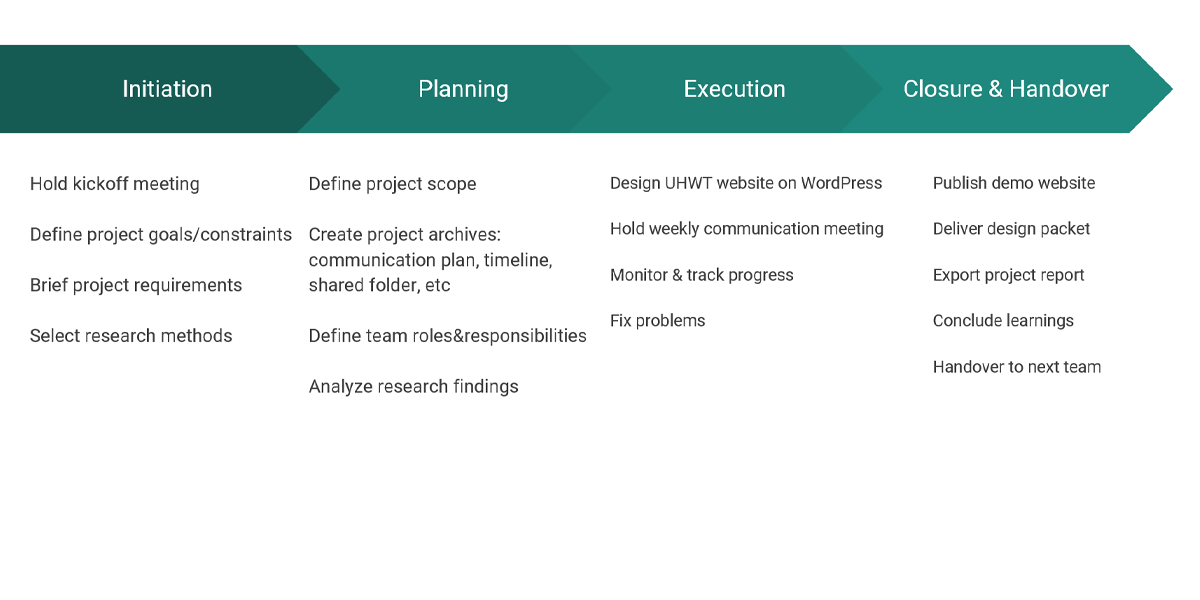 Initiation
Planning
Execution
Closure & Handover
Hold kickoff meeting
Define project goals/constraints
Brief project requirements
Select research methods
Define project scope
Create project archives:
communication plan, timeline,
shared folder, etc
Define team roles&responsibilities
Analyze research findings
Design UHWT website on WordPress
Hold weekly communication meeting
Monitor & track progress
Fix problems
Publish demo website
Deliver design packet
Export project report
Conclude learnings
Handover to next team